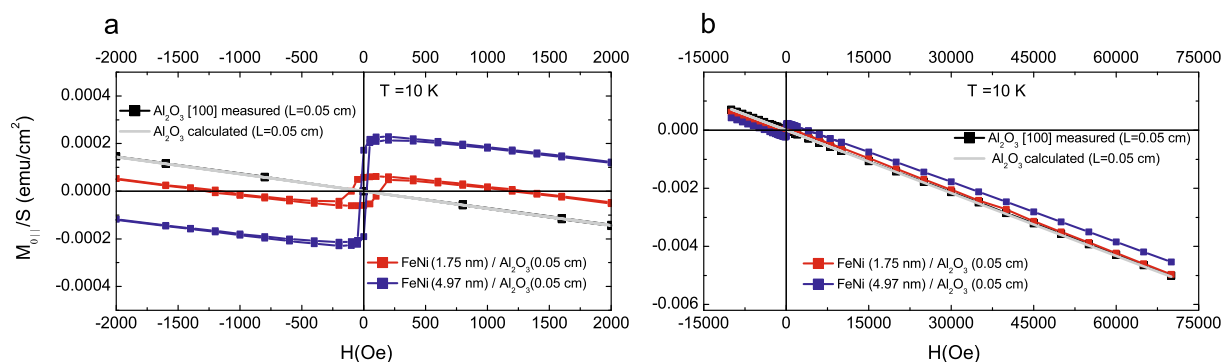 a
b
-2000 -1500 -1000 -500 0 500 1000 1500 2000
-15000 0 15000 30000 45000 60000 75000
T =10 K
T =10 K
0.0004
0.0002
0.0000
-0.0002
-0.0004
M₀||/S (emu/cm²)
Al₂O₃ [100] measured (L=0.05 cm)
Al₂O₃ calculated (L=0.05 cm)
FeNi (1.75 nm) / Al₂O₃(0.05 cm)
FeNi (4.97 nm) / Al₂O₃(0.05 cm)
-2000 -1500 -1000 -500 0 500 1000 1500 2000
H(Oe)
0.000
-0.002
-0.004
-0.006
Al₂O₃ [100] measured (L=0.05 cm)
Al₂O₃ calculated (L=0.05 cm)
FeNi (1.75 nm) / Al₂O₃(0.05 cm)
FeNi (4.97 nm) / Al₂O₃(0.05 cm)
-15000 0 15000 30000 45000 60000 75000
H(Oe)